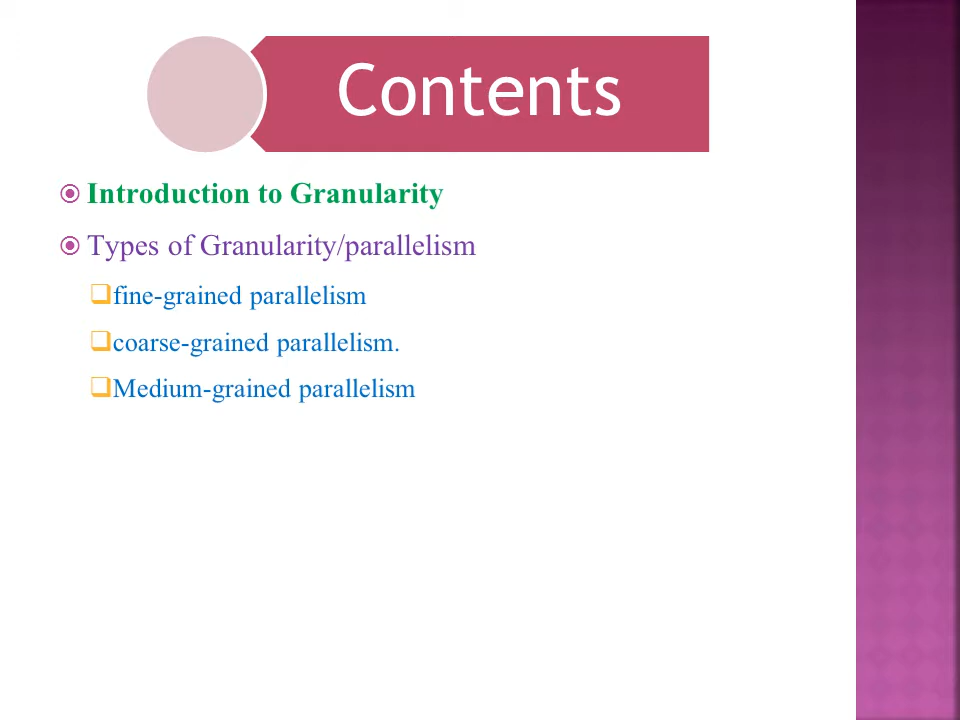 Contents
Introduction to Granularity
Types of Granularity/parallelism
fine-grained parallelism
coarse-grained parallelism.
Medium-grained parallelism